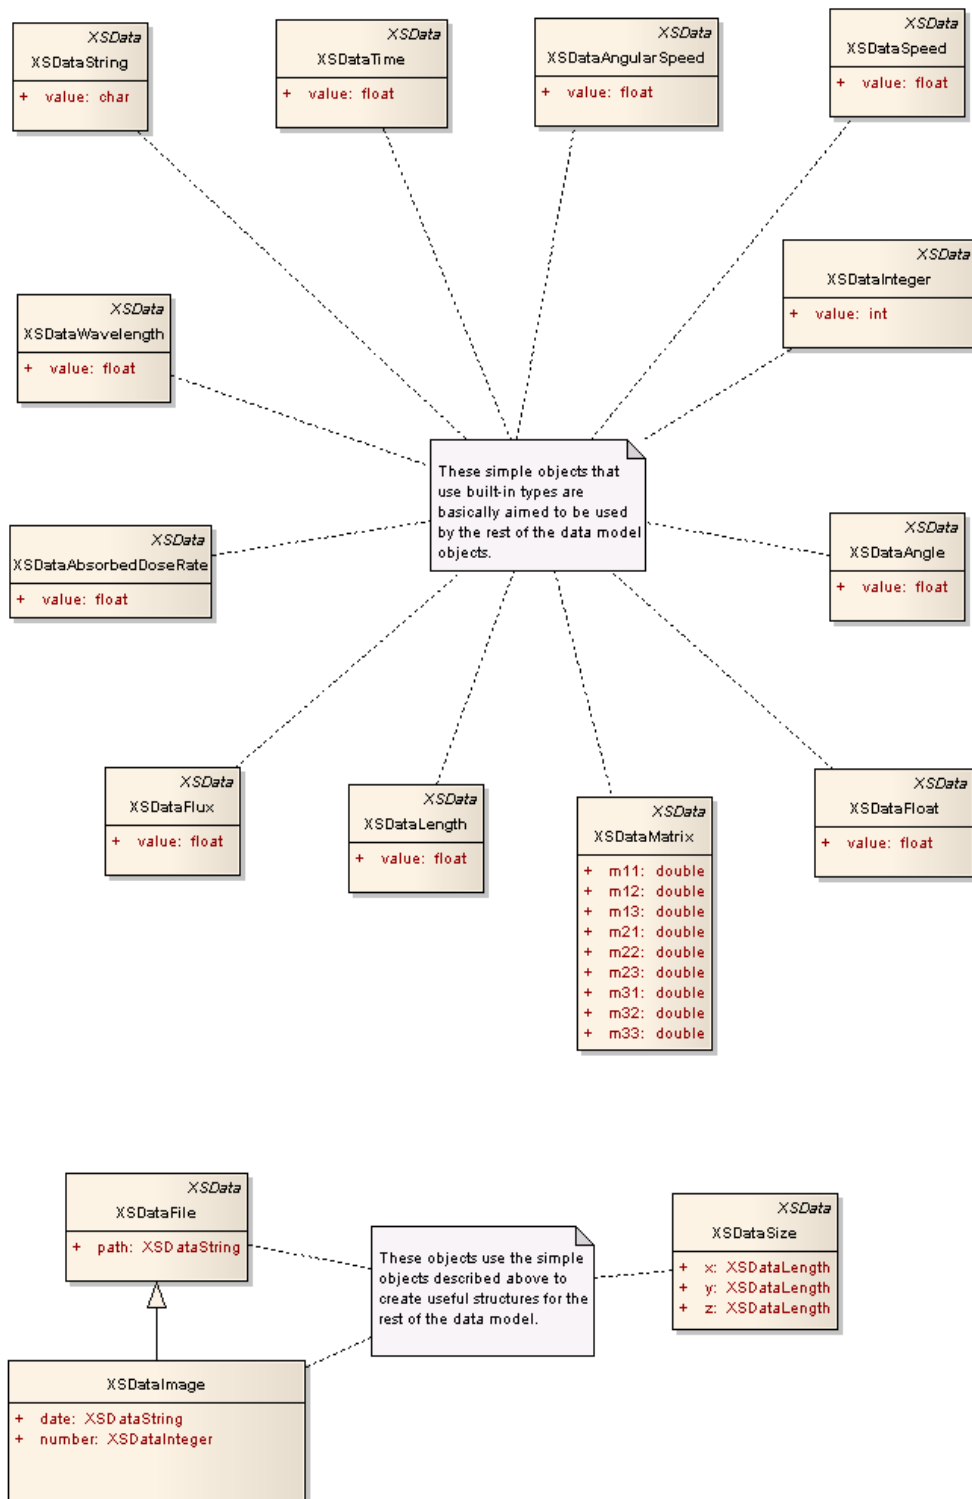 XSData
XSDataString
+ value: char
XSData
XSDataTime
+ value: float
XSData
XSDataAngularSpeed
+ value: float
XSData
XSDataSpeed
+ value: float
XSData
XSDataInteger
+ value: int
XSData
XSDataWavelength
+ value: float
These simple objects that
use built-in types are
basically aimed to be used
by the rest of the data model
objects.
XSData
XSDataAbsorbedDoseRate
+ value: float
XSData
XSDataAngle
+ value: float
XSData
XSDataFlux
+ value: float
XSData
XSDataLength
+ value: float
XSData
XSDataMatrix
+ m11: double
+ m12: double
+ m13: double
+ m21: double
+ m22: double
+ m23: double
+ m31: double
+ m32: double
+ m33: double
XSData
XSDataFloat
+ value: float
XSData
XSDataFile
+ path: XSDataString
These objects use the simple
objects described above to
create useful structures for the
rest of the data model.
XSData
XSDataSize
+ x: XSDataLength
+ y: XSDataLength
+ z: XSDataLength
XSDataImage
+ date: XSDataString
+ number: XSDataInteger